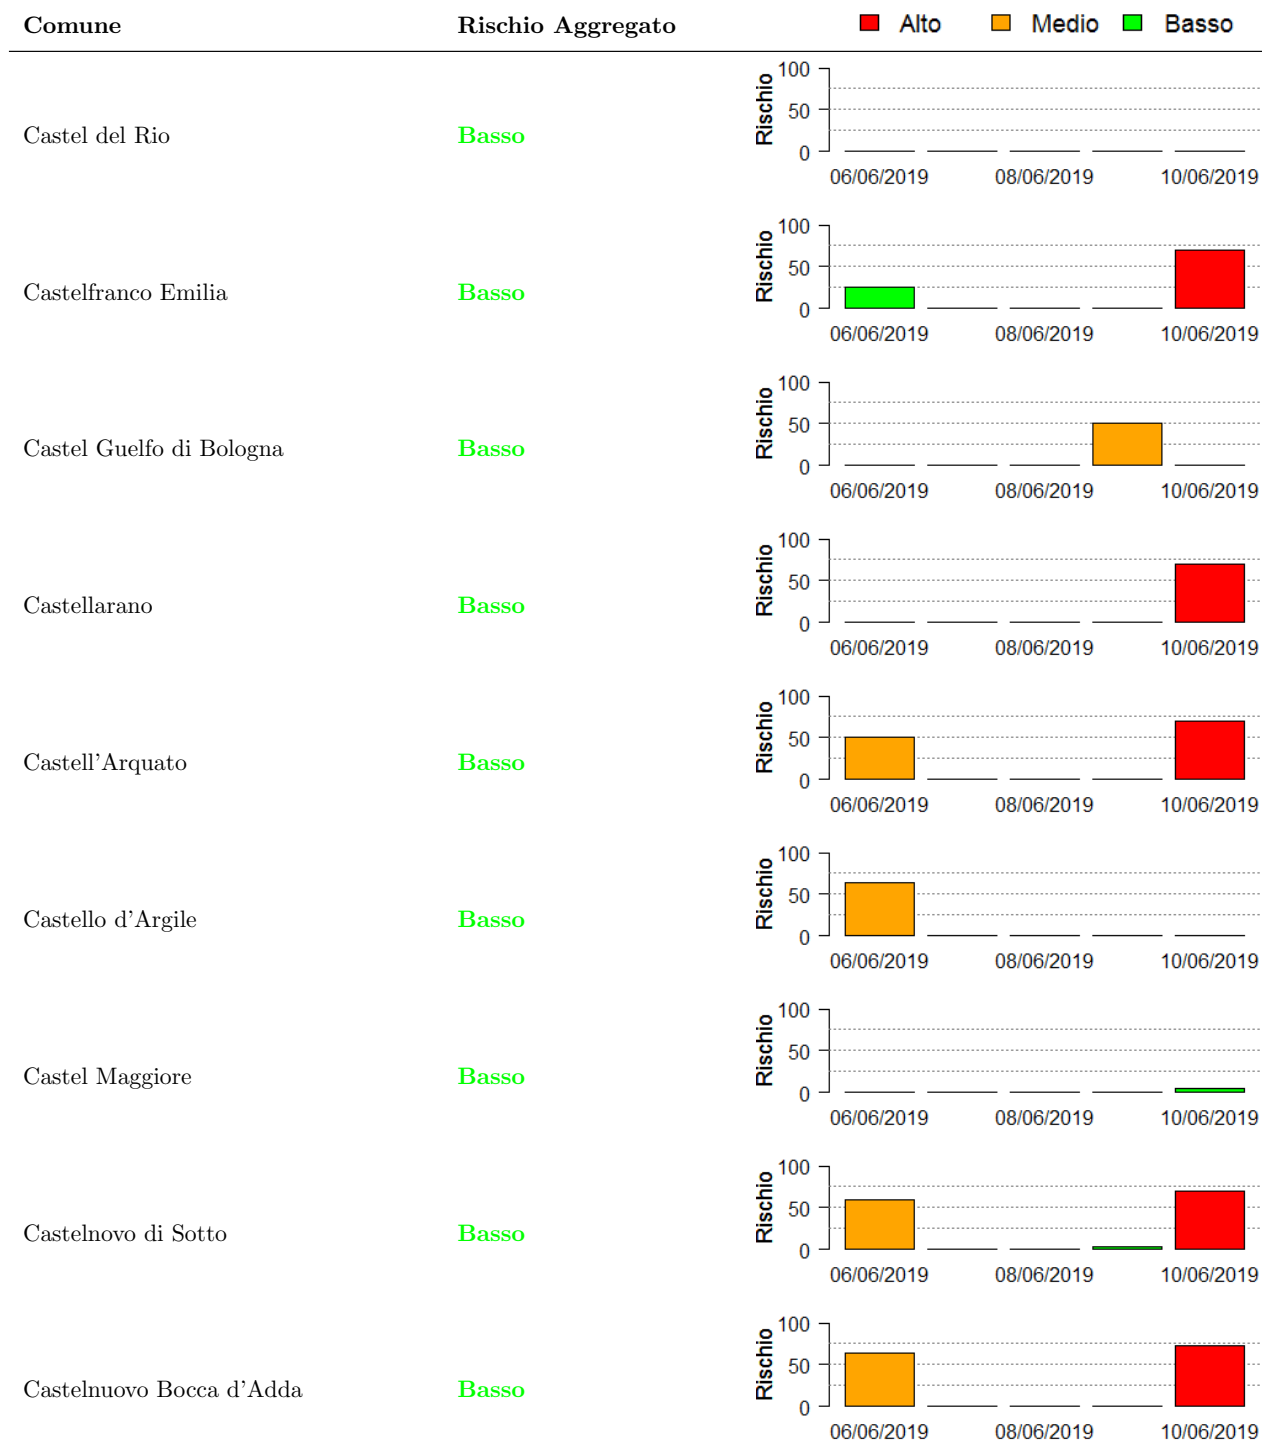 Comune Rischio Aggregato Alto Medio Basso
100
50
0
Rischio
Castel del Rio Basso
06/06/2019 08/06/2019 10/06/2019
100
50
0
Rischio
Castelfranco Emilia Basso
06/06/2019 08/06/2019 10/06/2019
100
50
0
Rischio
Castel Guelfo di Bologna Basso
06/06/2019 08/06/2019 10/06/2019
100
50
0
Rischio
Castellarano Basso
06/06/2019 08/06/2019 10/06/2019
100
50
0
Rischio
Castell'Arquato Basso
06/06/2019 08/06/2019 10/06/2019
100
50
0
Rischio
Castello d'Argile Basso
06/06/2019 08/06/2019 10/06/2019
100
50
0
Rischio
Castel Maggiore Basso
06/06/2019 08/06/2019 10/06/2019
100
50
0
Rischio
Castelnovo di Sotto Basso
06/06/2019 08/06/2019 10/06/2019
100
50
0
Rischio
Castelnuovo Bocca d'Adda Basso
06/06/2019 08/06/2019 10/06/2019